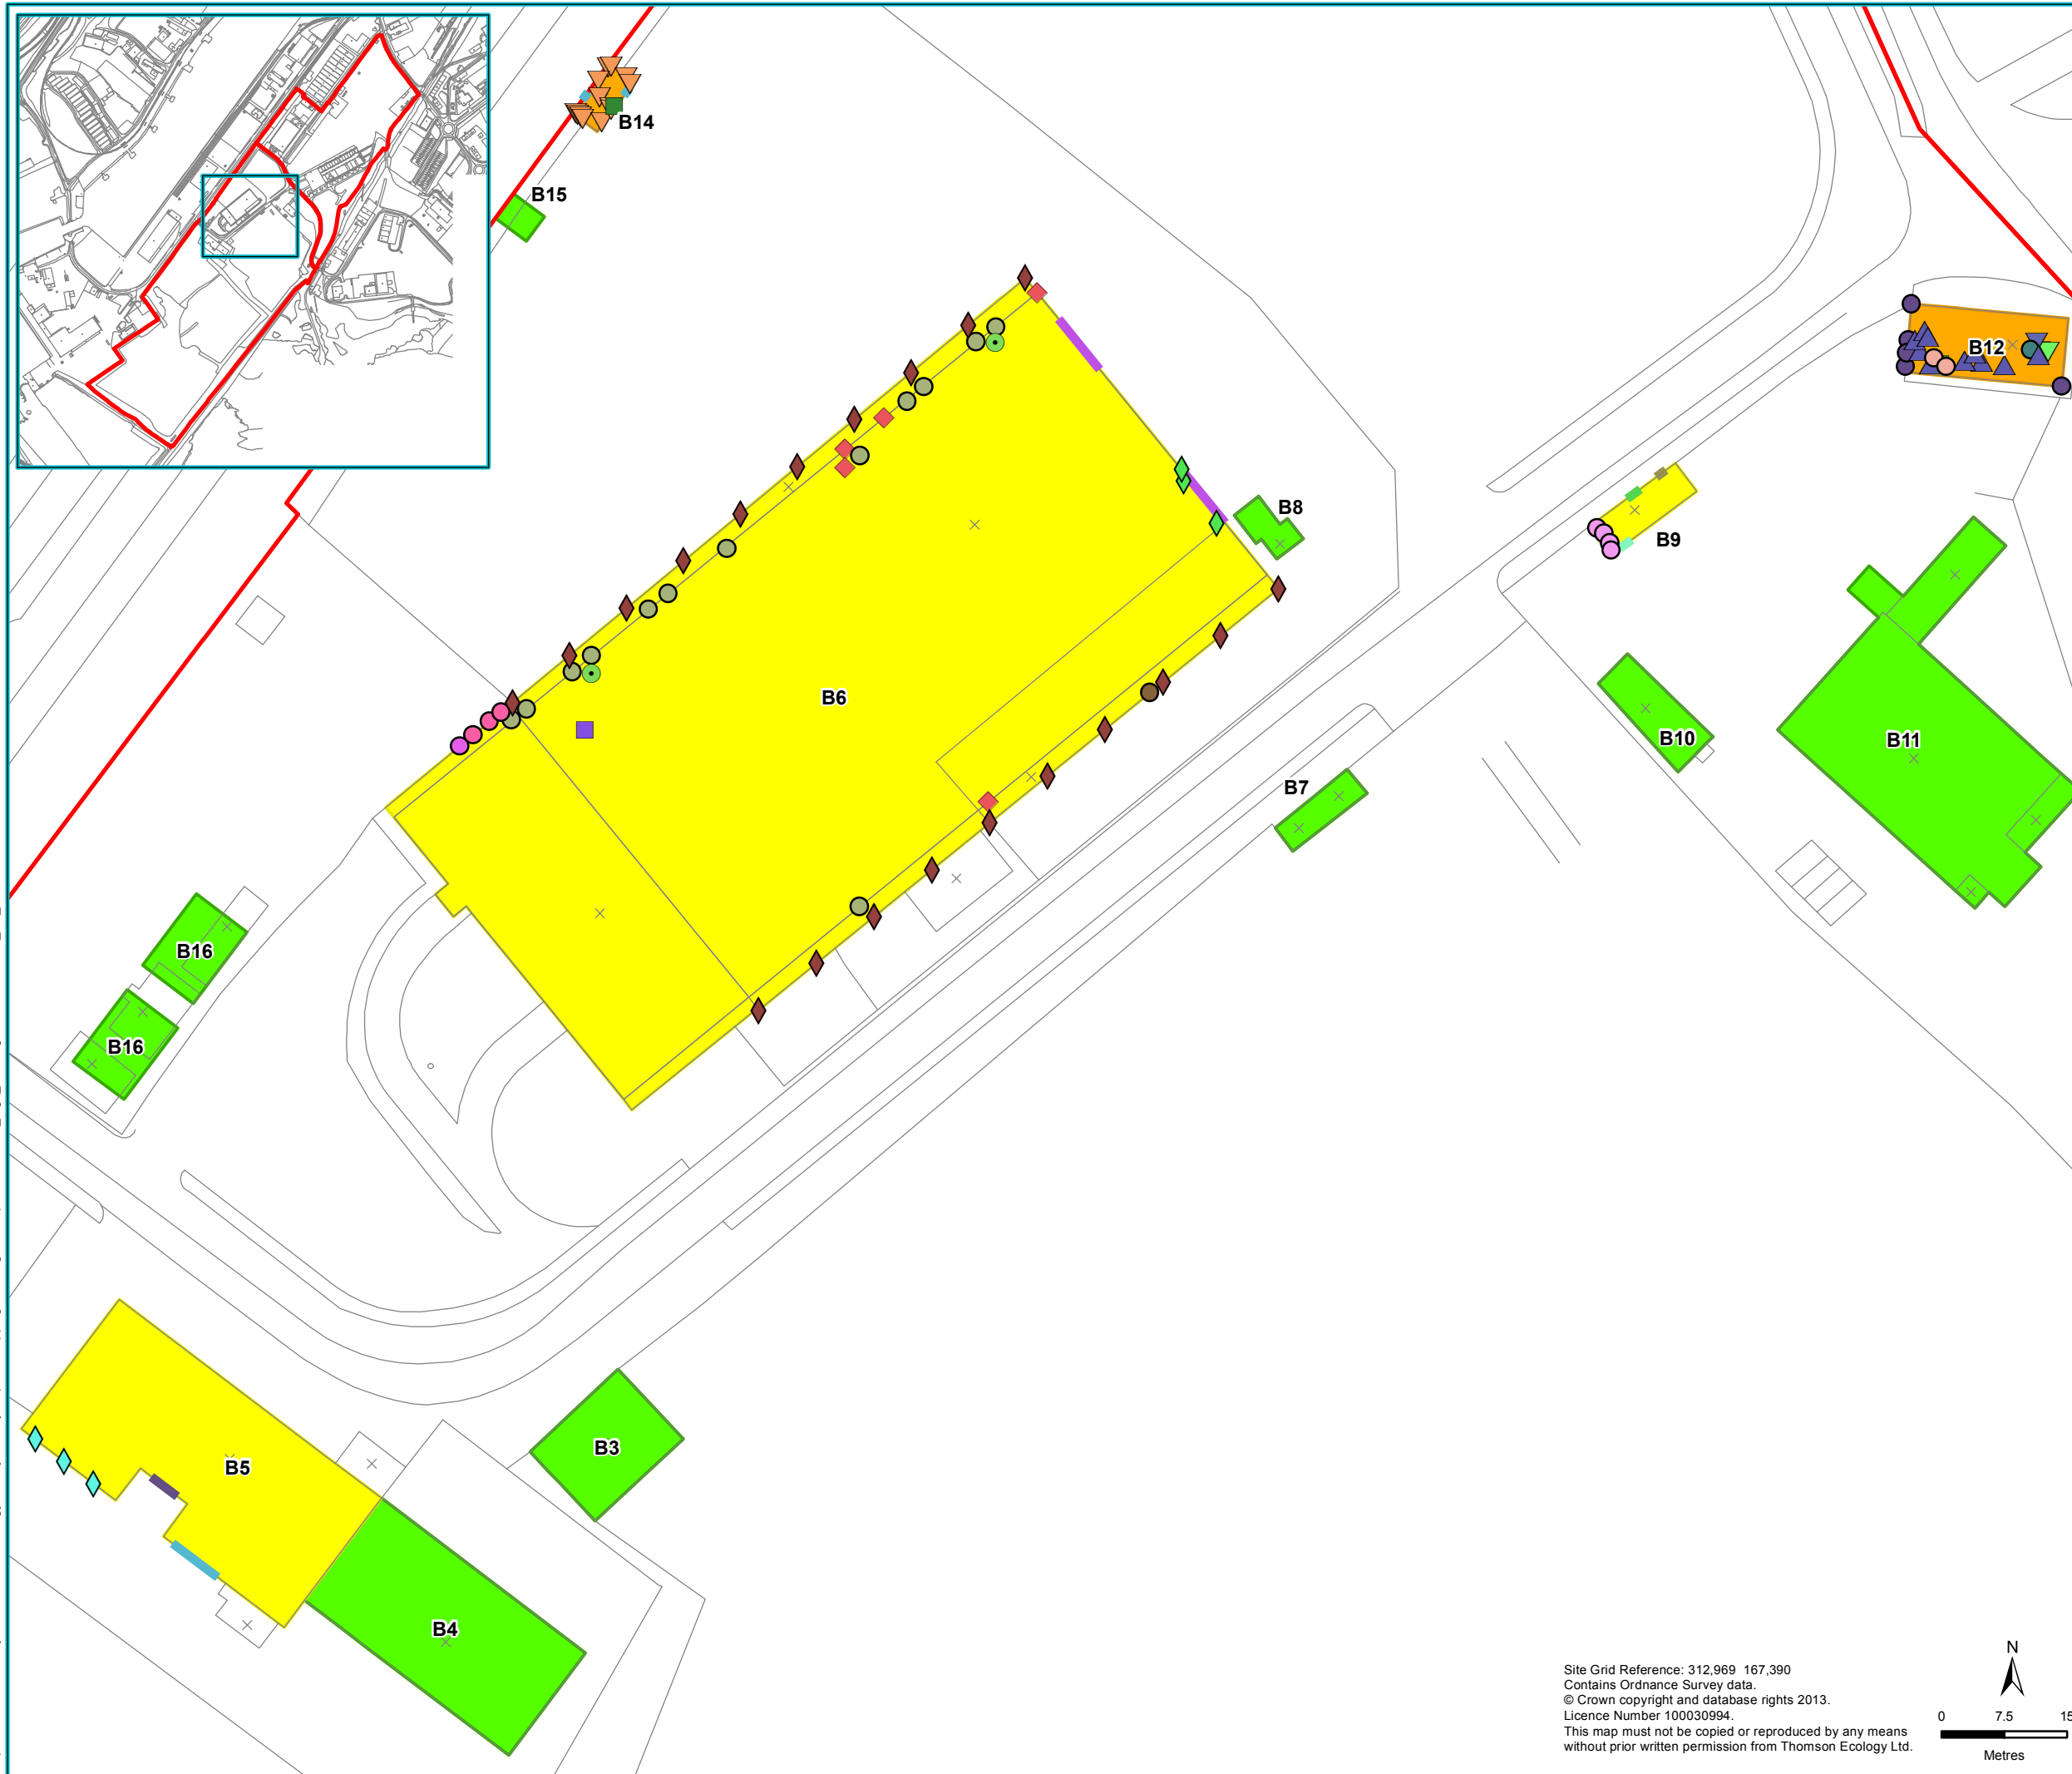 B14
B15
B12
B8
B9
B6
B10
B11
B7
B16
B16
B3
B5
B4
Site Grid Reference: 312,969 167,390
Contains Ordnance Survey data.
© Crown copyright and database rights 2013.
Licence Number 100030994.
This map must not be copied or reproduced by any means
without prior written permission from Thomson Ecology Ltd.
N
0 7.5 15
Metres